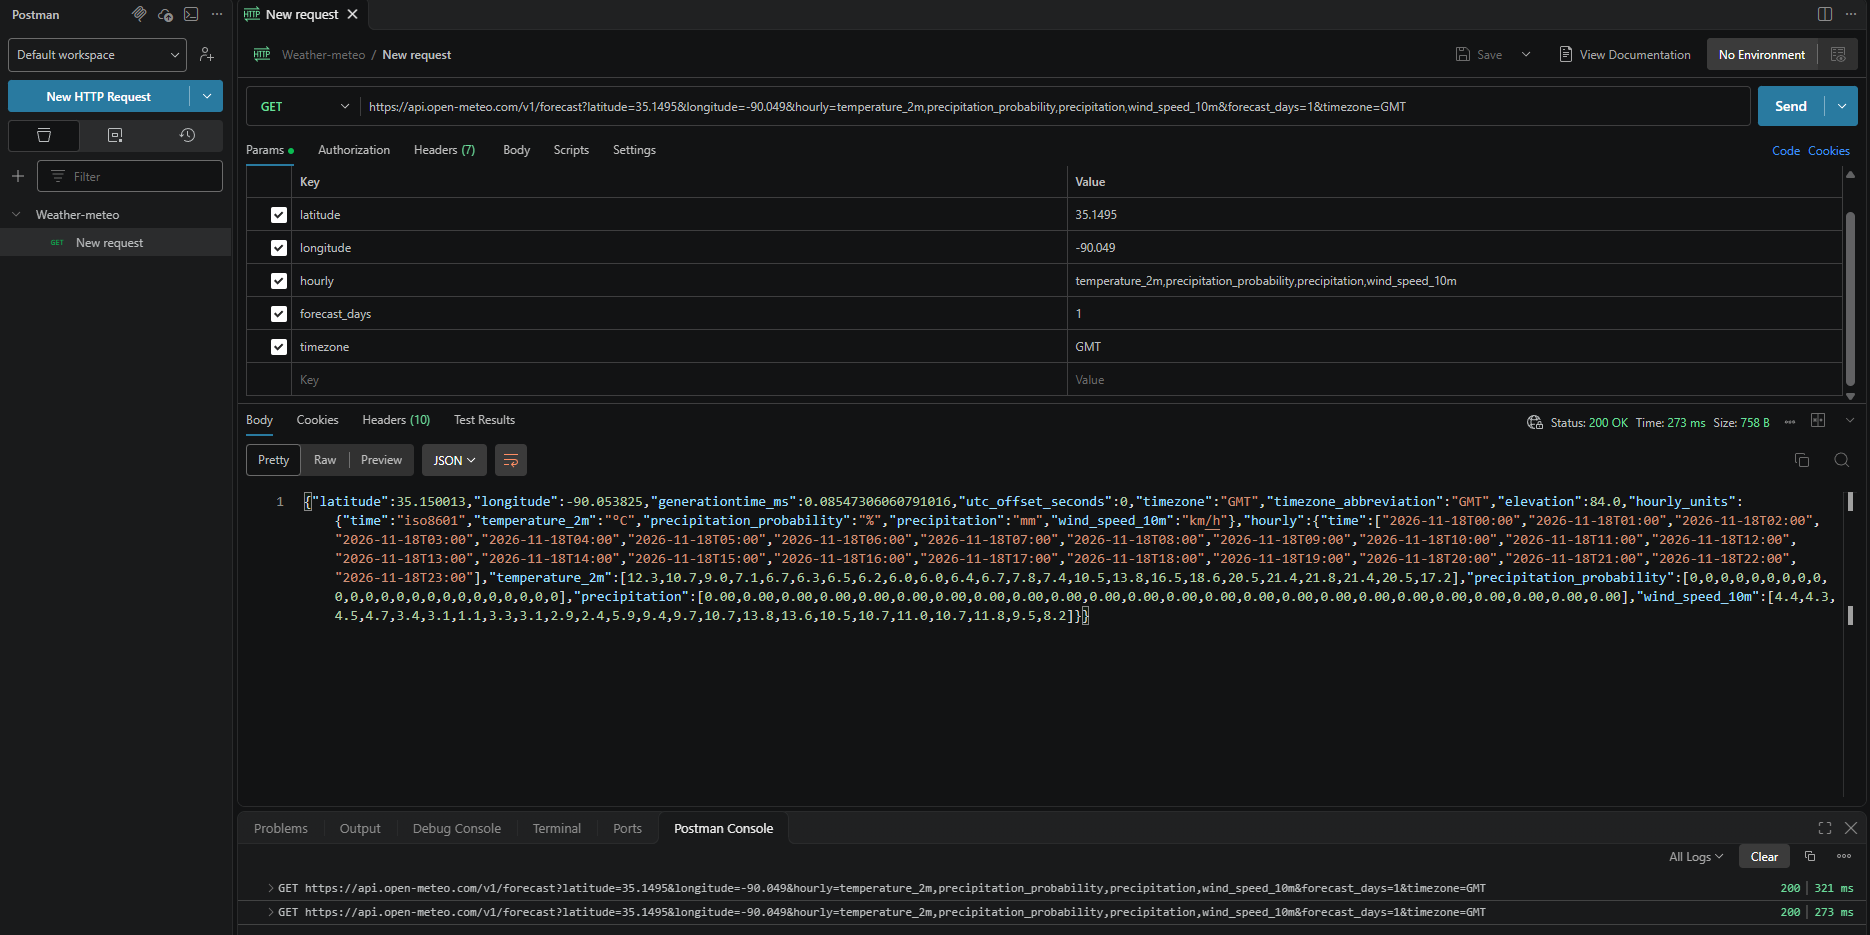 Postman
New request
Default workspace
Weather-meteo / New request
Save
View Documentation
No Environment
New HTTP Request
GET
https://api.open-meteo.com/v1/forecast?latitude=35.1495&longitude=-90.049&hourly=temperature_2m,precipitation_probability,precipitation,wind_speed_10m&forecast_days=1&timezone=GMT
Send
Params
Authorization
Headers (7)
Body
Scripts
Settings
Code
Cookies
Filter
Weather-meteo
GET New request
Key Value
latitude 35.1495
longitude -90.049
hourly temperature_2m,precipitation_probability,precipitation,wind_speed_10m
forecast_days 1
timezone GMT
Key Value
Body Cookies Headers (10) Test Results
Status: 200 OK Time: 273 ms Size: 758 B
Pretty Raw Preview JSON
1 {"latitude":35.150013,"longitude":-90.053825,"generationtime_ms":0.08547306060791016,"utc_offset_seconds":0,"timezone":"GMT","timezone_abbreviation":"GMT","elevation":84.0,"hourly_units":
{"time":"iso8601","temperature_2m":"°C","precipitation_probability":"%","precipitation":"mm","wind_speed_10m":"km/h"},"hourly":{"time":["2026-11-18T00:00","2026-11-18T01:00","2026-11-18T02:00",
"2026-11-18T03:00","2026-11-18T04:00","2026-11-18T05:00","2026-11-18T06:00","2026-11-18T07:00","2026-11-18T08:00","2026-11-18T09:00","2026-11-18T10:00","2026-11-18T11:00","2026-11-18T12:00",
"2026-11-18T13:00","2026-11-18T14:00","2026-11-18T15:00","2026-11-18T16:00","2026-11-18T17:00","2026-11-18T18:00","2026-11-18T19:00","2026-11-18T20:00","2026-11-18T21:00","2026-11-18T22:00",
"2026-11-18T23:00"],"temperature_2m":[12.3,10.7,9.0,7.1,6.7,6.3,6.5,6.2,6.0,6.0,6.4,6.7,7.8,7.4,10.5,13.8,16.5,18.6,20.5,21.4,21.8,21.4,20.5,17.2],"precipitation_probability":[0,0,0,0,0,0,0,0,0,
0,0,0,0,0,0,0,0,0,0,0,0,0,0,0],"precipitation":[0.00,0.00,0.00,0.00,0.00,0.00,0.00,0.00,0.00,0.00,0.00,0.00,0.00,0.00,0.00,0.00,0.00,0.00,0.00,0.00,0.00,0.00,0.00,0.00],"wind_speed_10m":[4.4,4.3,
4.5,4.7,3.4,3.1,1.1,3.3,3.1,2.9,2.4,5.9,9.4,9.7,10.7,13.8,13.6,10.5,10.7,11.0,10.7,11.8,9.5,8.2]}}
Problems Output Debug Console Terminal Ports Postman Console
All Logs Clear
GET https://api.open-meteo.com/v1/forecast?latitude=35.1495&longitude=-90.049&hourly=temperature_2m,precipitation_probability,precipitation,wind_speed_10m&forecast_days=1&timezone=GMT 200 | 321 ms
GET https://api.open-meteo.com/v1/forecast?latitude=35.1495&longitude=-90.049&hourly=temperature_2m,precipitation_probability,precipitation,wind_speed_10m&forecast_days=1&timezone=GMT 200 | 273 ms